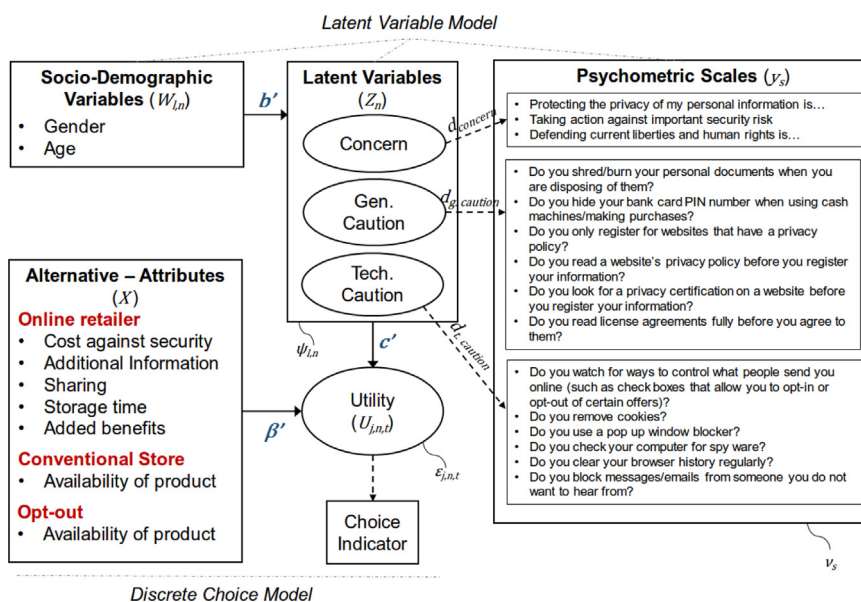 Latent Variable Model
Socio-Demographic
Variables (W_{l,n})
• Gender
• Age
b'
Latent Variables
(Z_n)
Concern
Gen.
Caution
Tech.
Caution
ψ_{l,n}
c'
d_{concern}
d_{g. caution}
d_{t. caution}
Psychometric Scales (y_s)
• Protecting the privacy of my personal information is…
• Taking action against important security risk
• Defending current liberties and human rights is…
• Do you shred/burn your personal documents when you
are disposing of them?
• Do you hide your bank card PIN number when using cash
machines/making purchases?
• Do you only register for websites that have a privacy
policy?
• Do you read a website's privacy policy before you register
your information?
• Do you look for a privacy certification on a website before
you register your information?
• Do you read license agreements fully before you agree to
them?
• Do you watch for ways to control what people send you
online (such as check boxes that allow you to opt-in or
opt-out of certain offers)?
• Do you remove cookies?
• Do you use a pop up window blocker?
• Do you check your computer for spy ware?
• Do you clear your browser history regularly?
• Do you block messages/emails from someone you do not
want to hear from?
ν_s
Alternative – Attributes
(X)
Online retailer
• Cost against security
• Additional Information
• Sharing
• Storage time
• Added benefits
Conventional Store
• Availability of product
Opt-out
• Availability of product
β'
Utility
(U_{j,n,t})
ε_{j,n,t}
Choice
Indicator
Discrete Choice Model